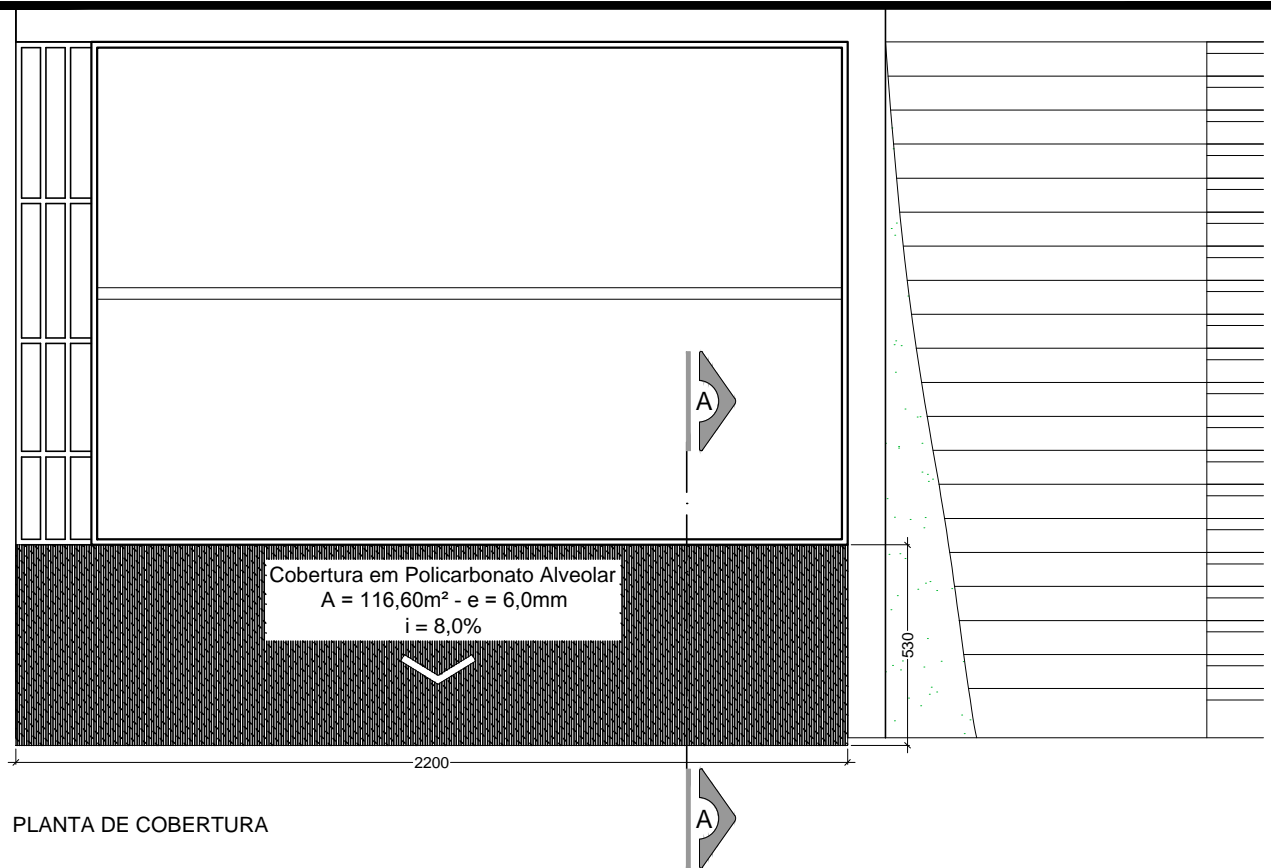 A
Cobertura em Policarbonato Alveolar
A = 116,60m² - e = 6,0mm
i = 8,0%
530
2200
A
PLANTA DE COBERTURA